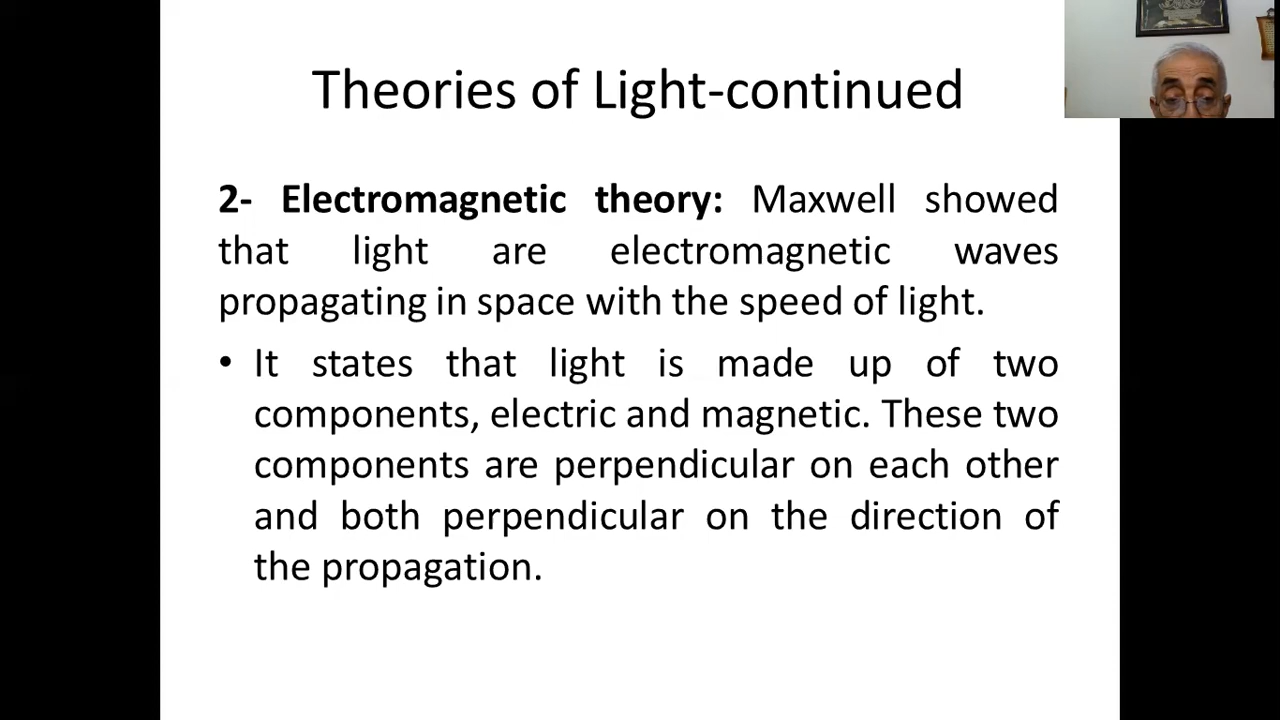 Theories of Light-continued
2- Electromagnetic theory: Maxwell showed
that light are electromagnetic waves
propagating in space with the speed of light.
• It states that light is made up of two
components, electric and magnetic. These two
components are perpendicular on each other
and both perpendicular on the direction of
the propagation.